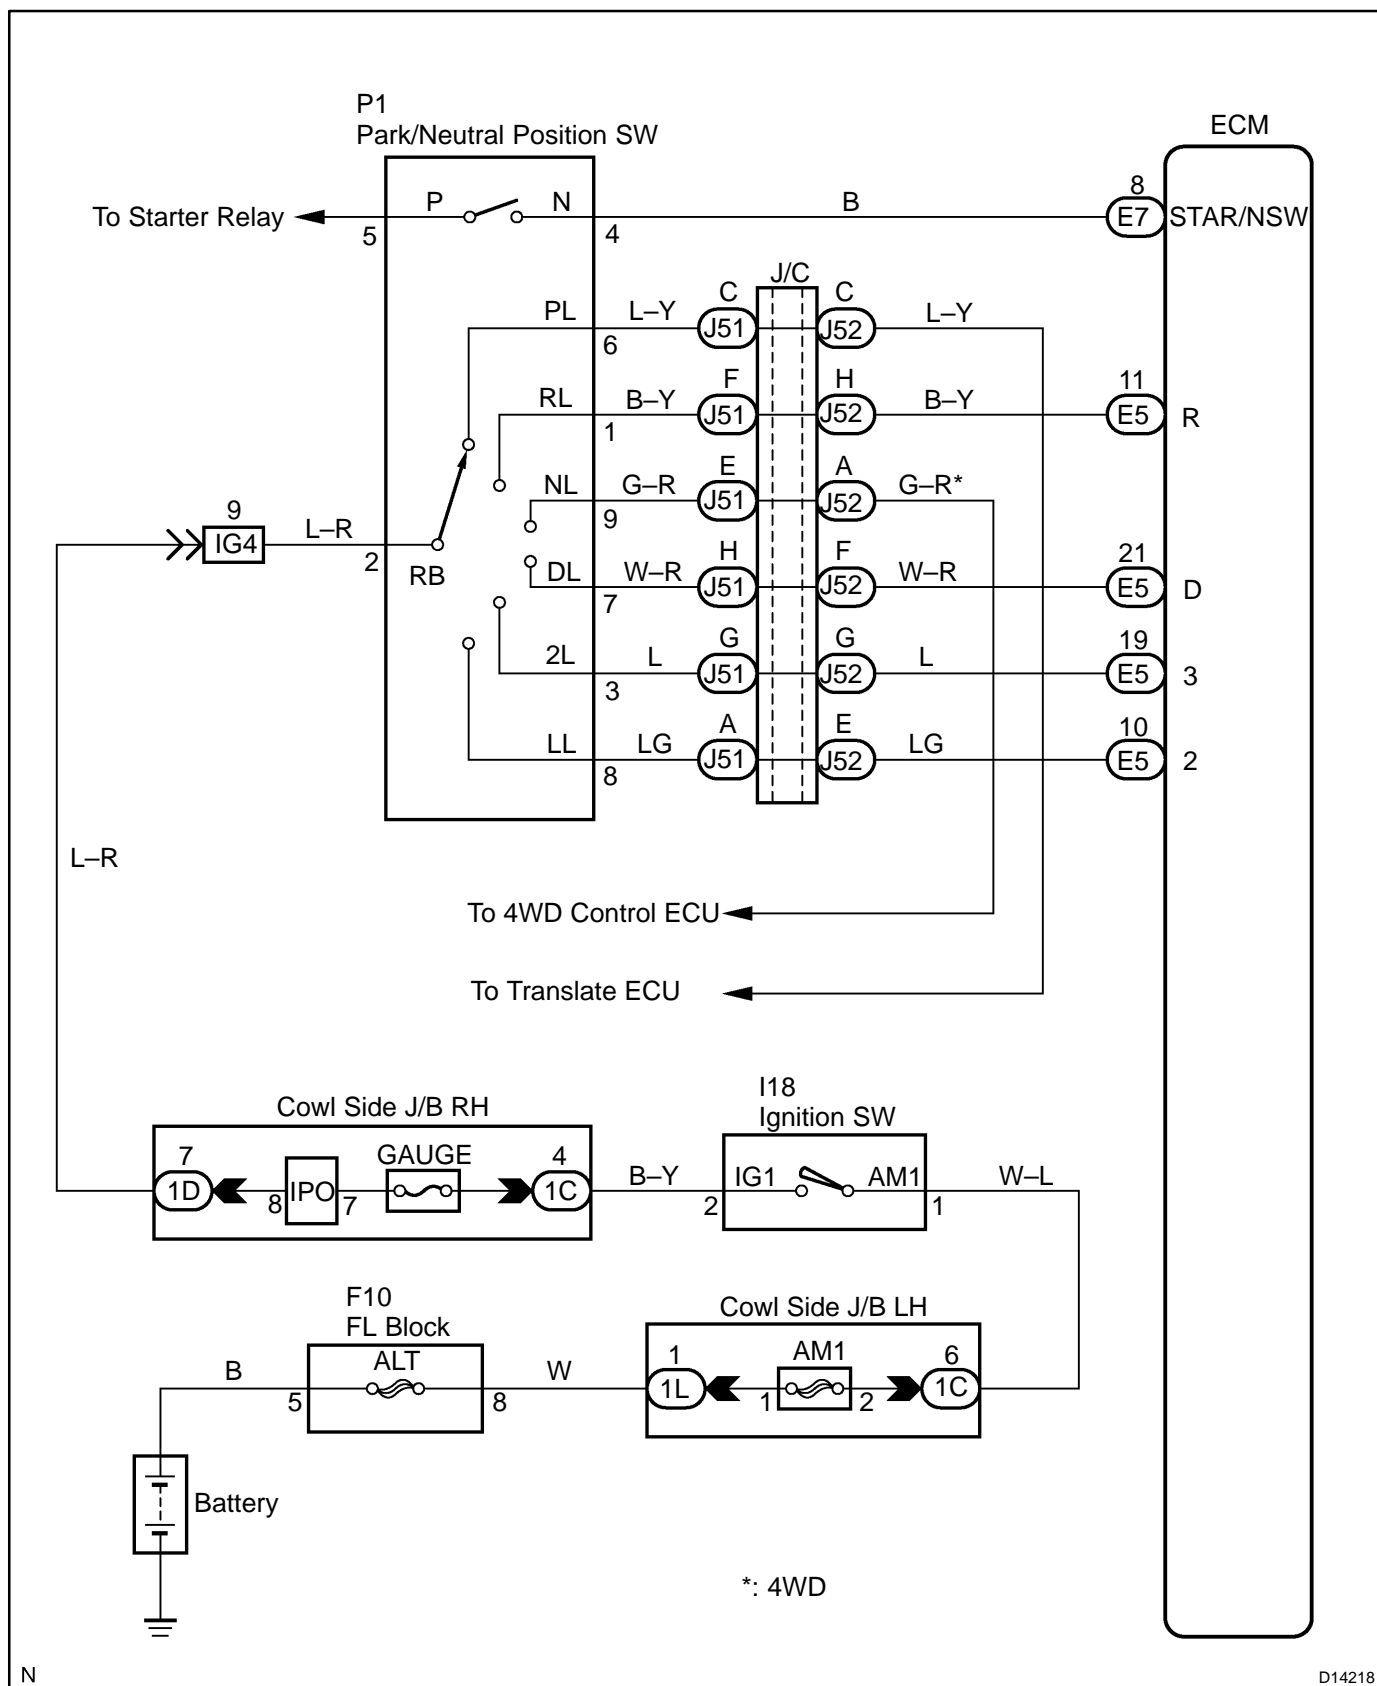 P1
Park/Neutral Position SW
ECM
To Starter Relay
P
N
5
4
B
8
E7
STAR/NSW
J/C
PL
6
L–Y
C
J51
C
J52
L–Y
RL
1
B–Y
F
J51
H
J52
B–Y
11
E5
R
NL
9
G–R
E
J51
A
J52
G–R*
9
IG4
L–R
2
RB
DL
7
W–R
H
J51
F
J52
W–R
21
E5
D
2L
3
L
G
J51
G
J52
L
19
E5
3
LL
8
LG
A
J51
E
J52
LG
10
E5
2
L–R
To 4WD Control ECU
To Translate ECU
Cowl Side J/B RH
7
1D
8
IPO
7
GAUGE
4
1C
B–Y
I18
Ignition SW
2
IG1
AM1
1
W–L
F10
FL Block
B
5
ALT
8
W
Cowl Side J/B LH
1
1L
1
AM1
2
6
1C
Battery
*: 4WD
N
D14218